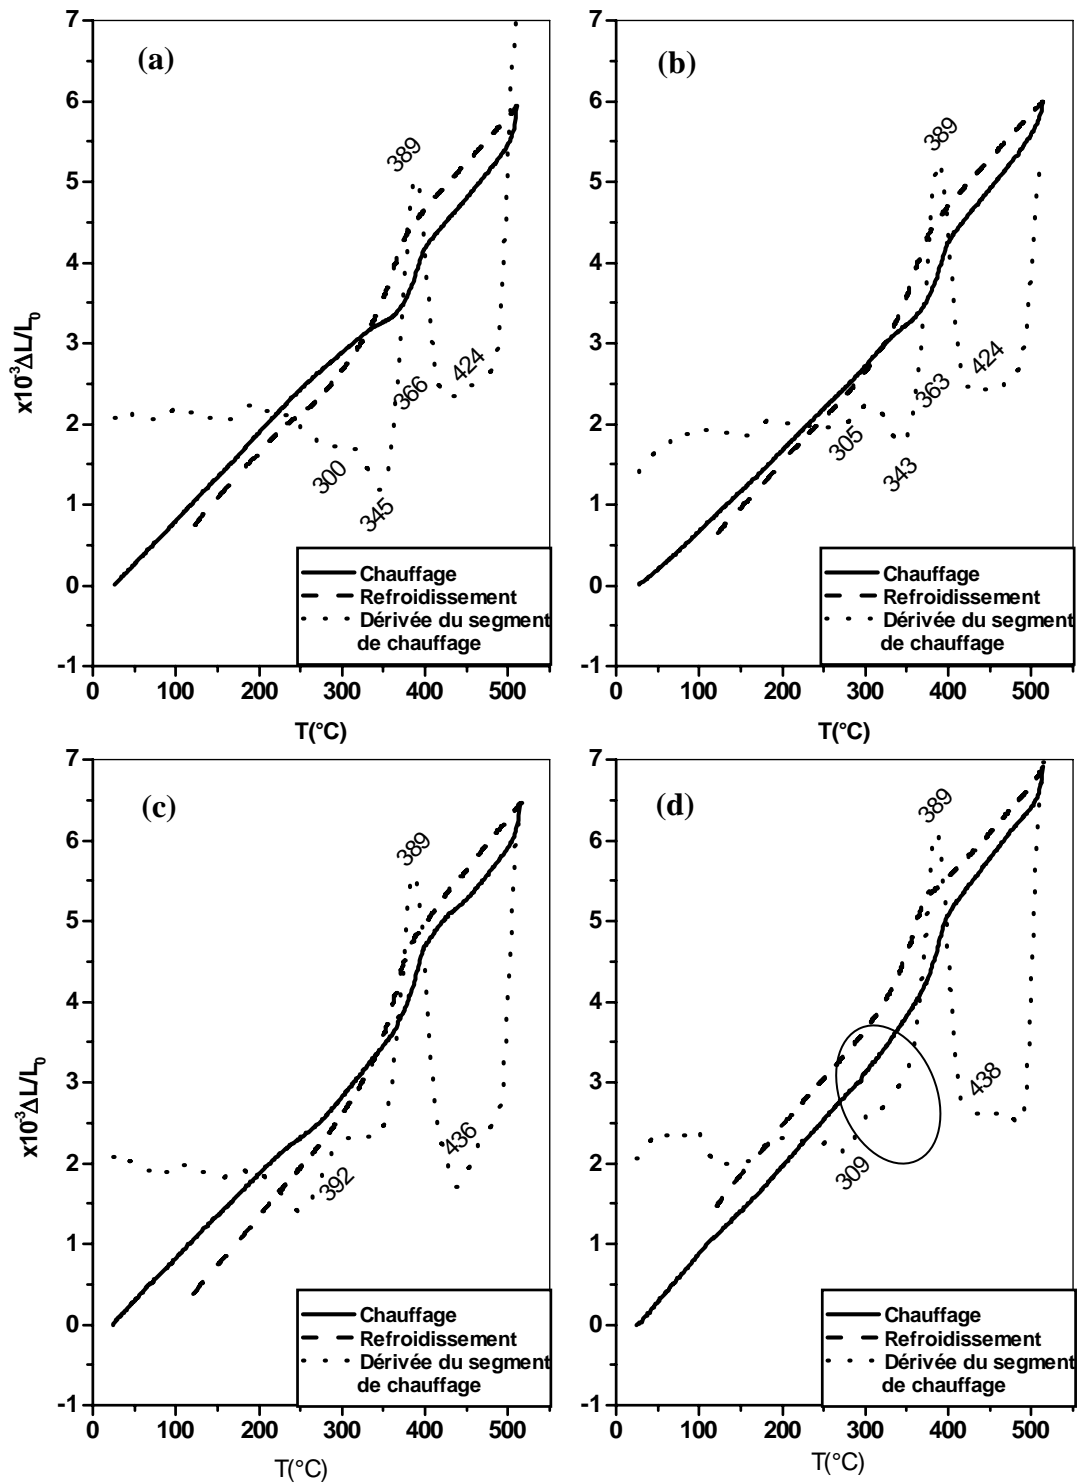 (a)
7
6
5
4
3
2
1
0
-1
x10⁻³ΔL/L₀
389
366
424
300
345
Chauffage
Refroidissement
Dérivée du segment
de chauffage
0 100 200 300 400 500
T(°C)
(b)
7
6
5
4
3
2
1
0
-1
389
363
424
305
343
Chauffage
Refroidissement
Dérivée du segment
de chauffage
0 100 200 300 400 500
T(°C)
(c)
7
6
5
4
3
2
1
0
-1
x10⁻³ΔL/L₀
389
436
392
Chauffage
Refroidissement
Dérivée du segment
de chauffage
0 100 200 300 400 500
T(°C)
(d)
7
6
5
4
3
2
1
0
-1
389
438
309
Chauffage
Refroidissement
Dérivée du segment
de chauffage
0 100 200 300 400 500
T(°C)